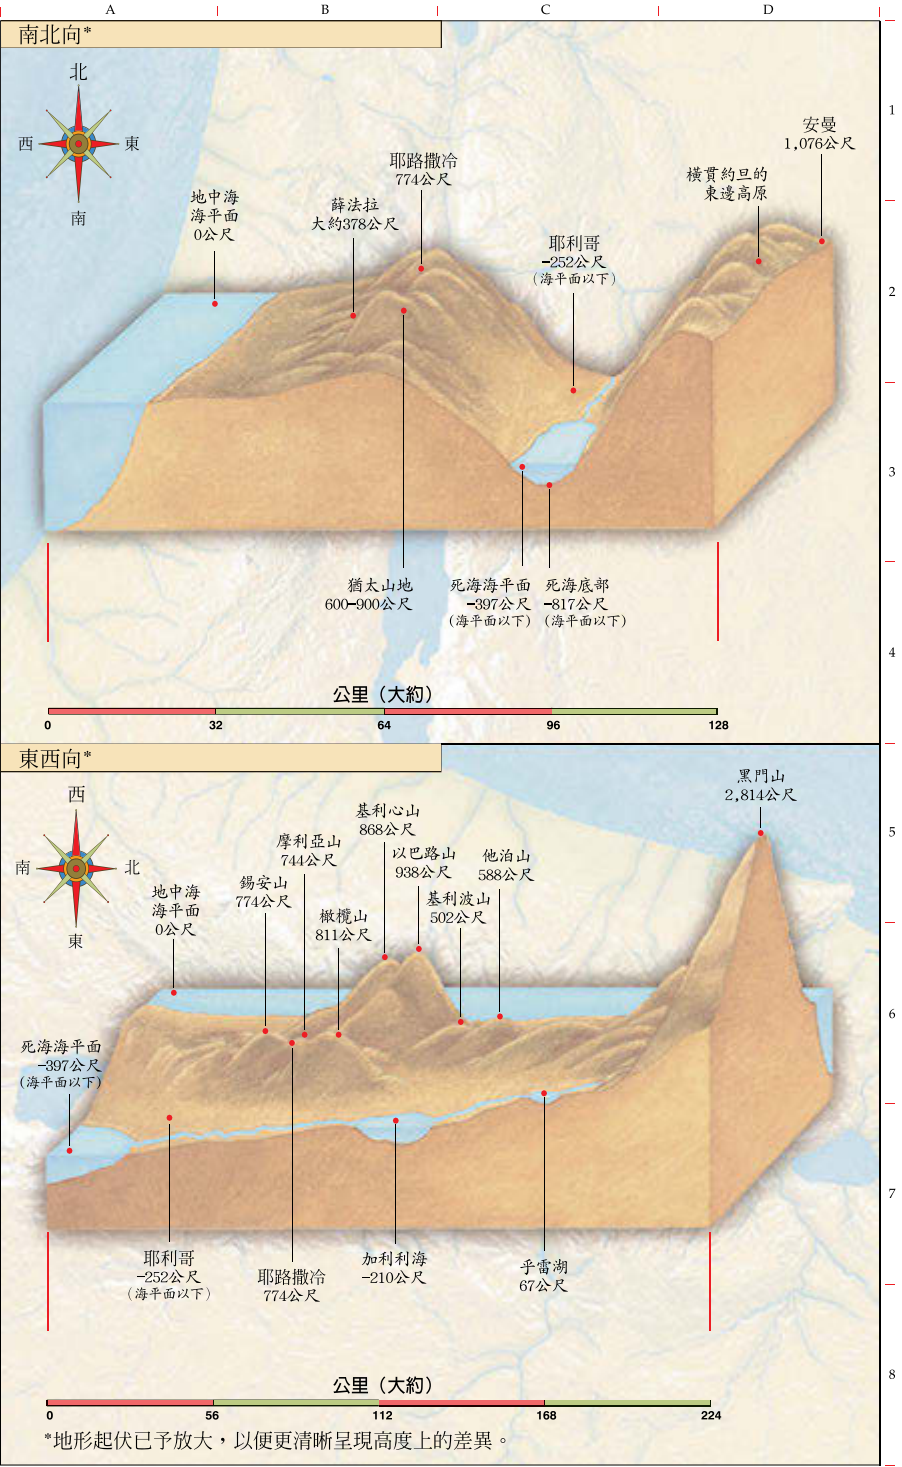 A
B
C
D
南北向*
北
西
東
南
1
2
3
4
地中海
海平面
0公尺
薛法拉
大約378公尺
耶路撒冷
774公尺
耶利哥
–252公尺
(海平面以下)
橫貫約旦的
東邊高原
安曼
1,076公尺
猶太山地
600–900公尺
死海海平面
–397公尺
(海平面以下)
死海底部
–817公尺
(海平面以下)
公里（大約）
0
32
64
96
128
東西向*
西
南
北
東
5
6
7
8
黑門山
2,814公尺
基利心山
868公尺
摩利亞山
744公尺
以巴路山
938公尺
他泊山
588公尺
錫安山
774公尺
基利波山
502公尺
地中海
海平面
0公尺
橄欖山
811公尺
死海海平面
–397公尺
(海平面以下)
耶利哥
–252公尺
(海平面以下)
耶路撒冷
774公尺
加利利海
–210公尺
乎雷湖
67公尺
公里（大約）
0
56
112
168
224
*地形起伏已予放大，以便更清晰呈現高度上的差異。